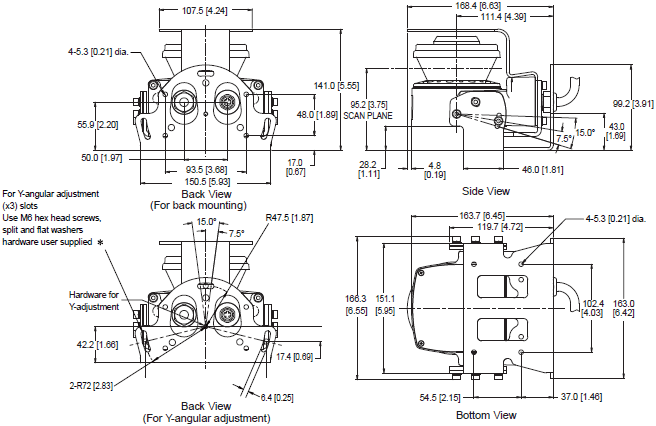 107.5 [4.24]
4-5.3 [0.21] dia.
141.0 [5.55]
48.0 [1.89]
55.9
[2.20]
50.0 [1.97]
17.0
[0.67]
93.5 [3.68]
150.5 [5.93]
Back View
(For back mounting)
168.4 [6.63]
111.4 [4.39]
95.2 [3.75]
SCAN PLANE
99.2 [3.91]
43.0
[1.69]
15.0°
7.5°
28.2
[1.11]
4.8
[0.19]
46.0 [1.81]
Side View
For Y-angular adjustment
(x3) slots
Use M6 hex head screws,
split and flat washers
hardware user supplied *
15.0°
7.5°
R47.5 [1.87]
Hardware for
Y-adjustment
42.2 [1.66]
17.4 [0.69]
2-R72 [2.83]
6.4 [0.25]
Back View
(For Y-angular adjustment)
163.7 [6.45]
119.7 [4.72]
4-5.3 [0.21] dia.
166.3
[6.55]
151.1
[5.95]
102.4
[4.03]
163.0
[6.42]
54.5 [2.15]
37.0 [1.46]
Bottom View